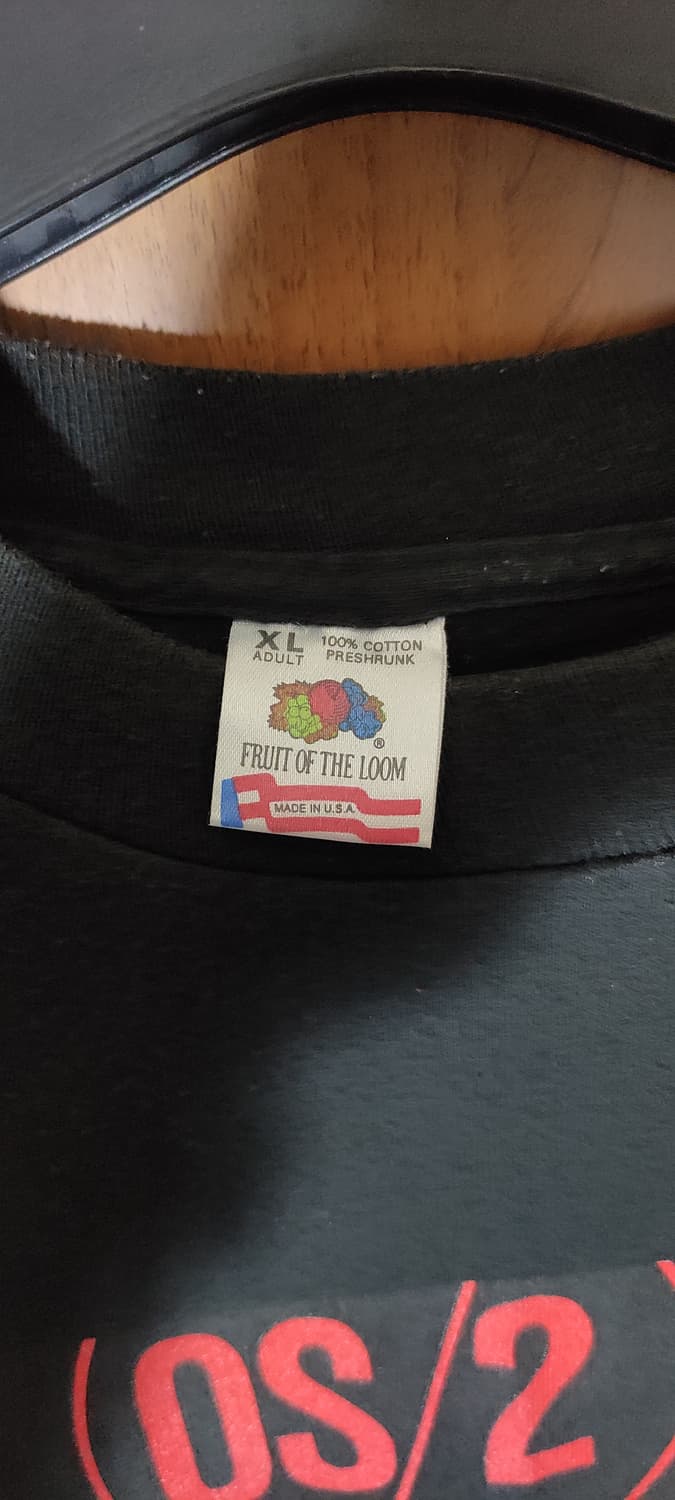 XL 100% COTTON
ADULT PRESHRUNK
®
FRUIT OF THE LOOM
MADE IN U.S.A.
(OS/2)